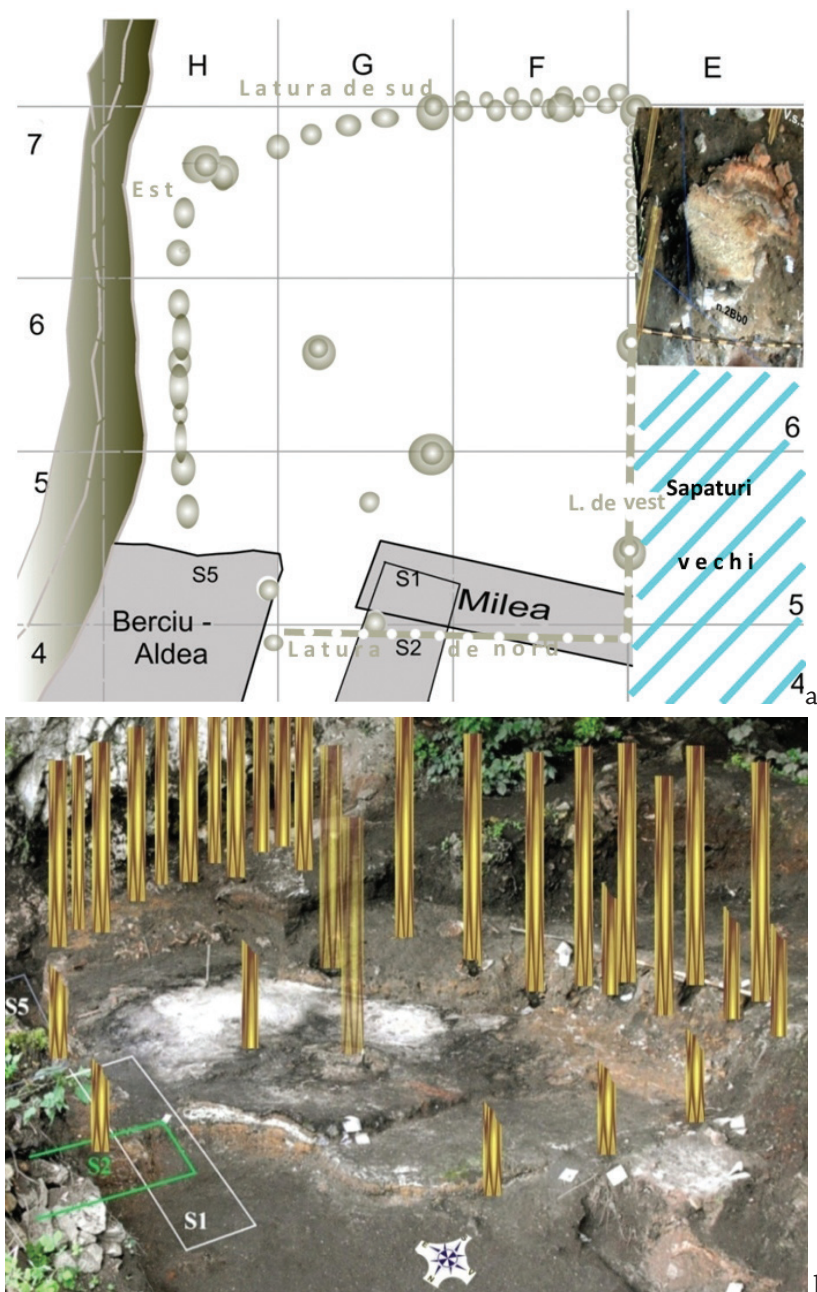 H G F E
Latura de sud
7
V.s.
Est
n.2Bb0
6
6
5
L. de vest
Sapaturi
vechi
S5
S1
Milea
5
Berciu -
Aldea
4
Latura de nord
S2
4
a
S5
S2
S1